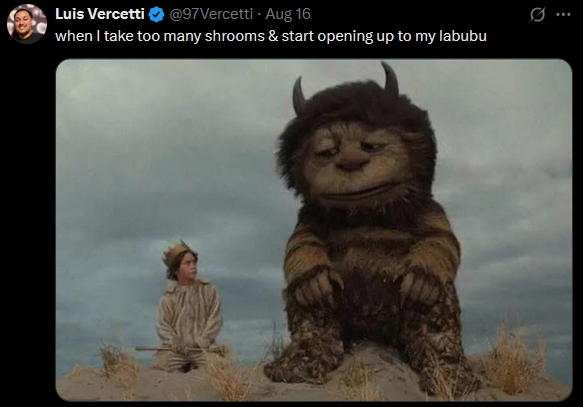 Luis Vercetti @97Vercetti · Aug 16
when I take too many shrooms & start opening up to my labubu